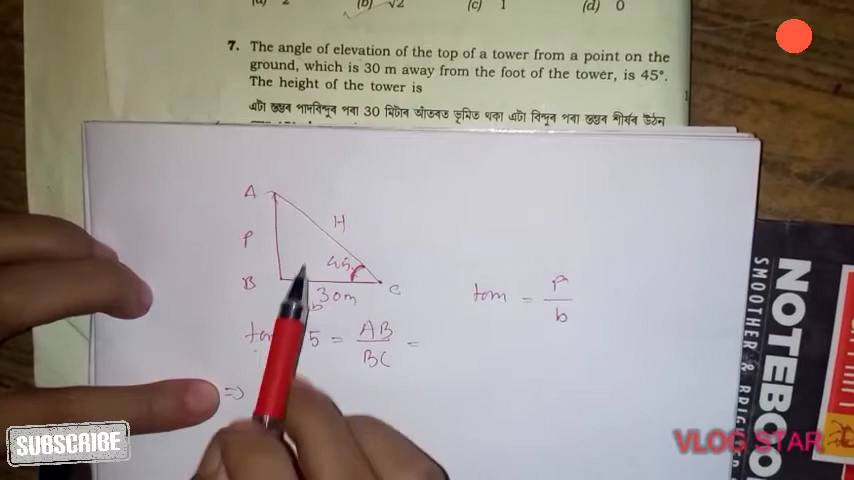 (b) √2 (c) 1 (d) 0
7. The angle of elevation of the top of a tower from a point on the
ground, which is 30 m away from the foot of the tower, is 45°.
The height of the tower is
এটা স্তম্ভৰ পাদবিন্দুৰ পৰা 30 মিটাৰ আঁতৰত ভূমিত থকা এটা বিন্দুৰ পৰা স্তম্ভৰ শীৰ্ষৰ উঠন
A
H
P
45°
B
30m
C
b
tan = P/b
5 = AB/BC =
⇒
SMOOTHER &
NOTEBOO
SUBSCRIBE
VLOG STAR